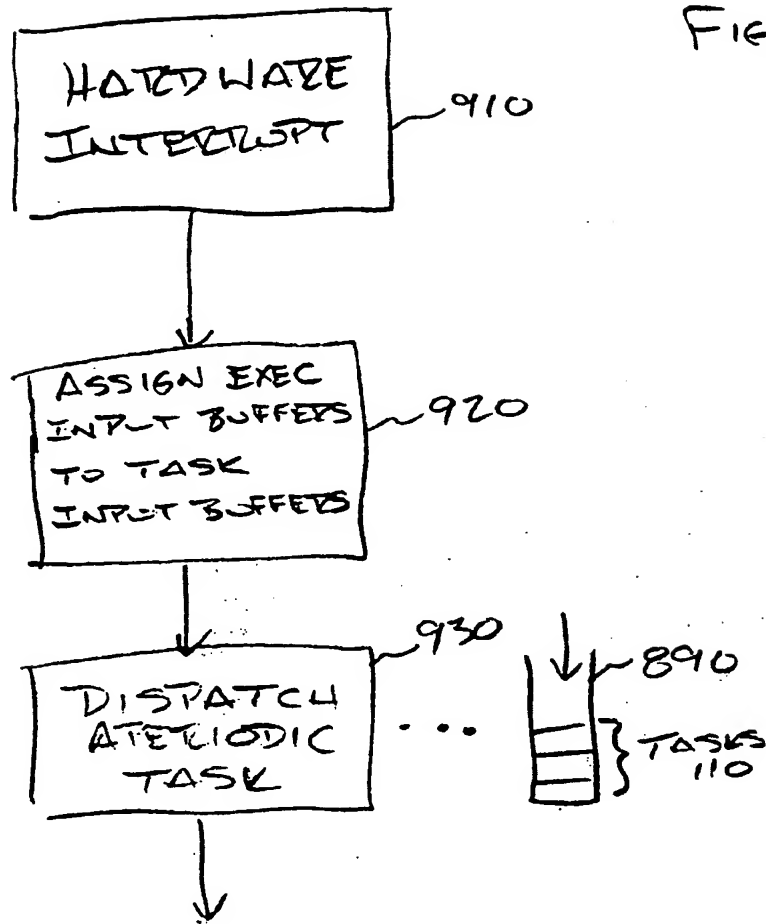 FIG
HARDWARE
INTERRUPT
910
ASSIGN EXEC
INPUT BUFFERS
TO TASK
INPUT BUFFERS
920
DISPATCH
APERIODIC
TASK
930
...
890
TASKS
110